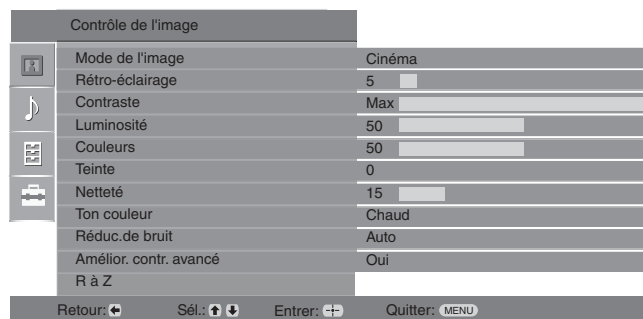 Contrôle de l'image
Mode de l'image Cinéma
Rétro-éclairage 5
Contraste Max
Luminosité 50
Couleurs 50
Teinte 0
Netteté 15
Ton couleur Chaud
Réduc.de bruit Auto
Amélior. contr. avancé Oui
R à Z
Retour: Sél.: Entrer: Quitter: MENU